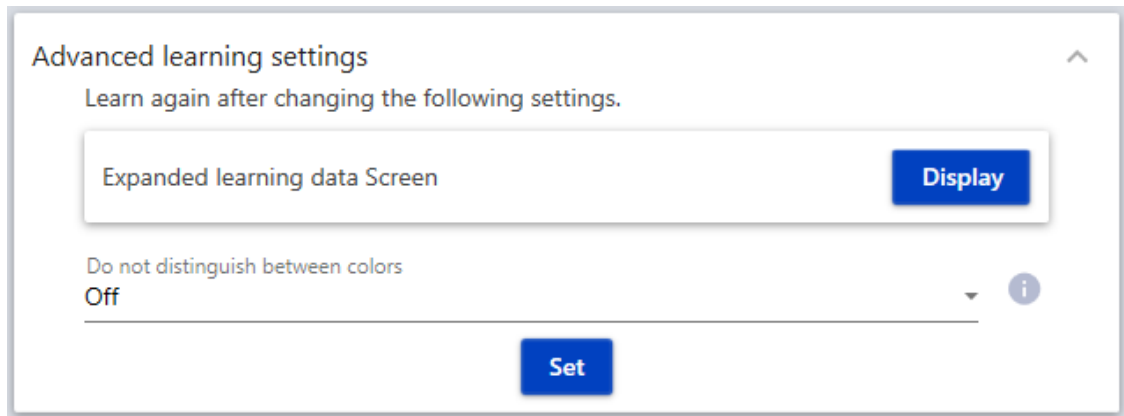 Advanced learning settings
Learn again after changing the following settings.
Expanded learning data Screen
Display
Do not distinguish between colors
Off
i
Set